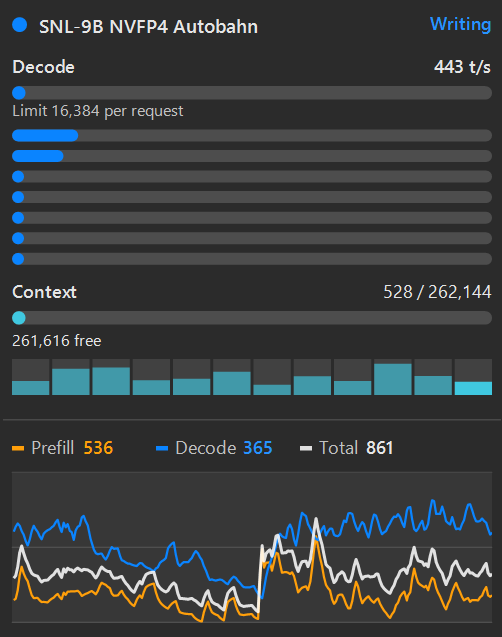 SNL-9B NVFP4 Autobahn Writing
Decode 443 t/s
Limit 16,384 per request
Context 528 / 262,144
261,616 free
Prefill 536 Decode 365 Total 861